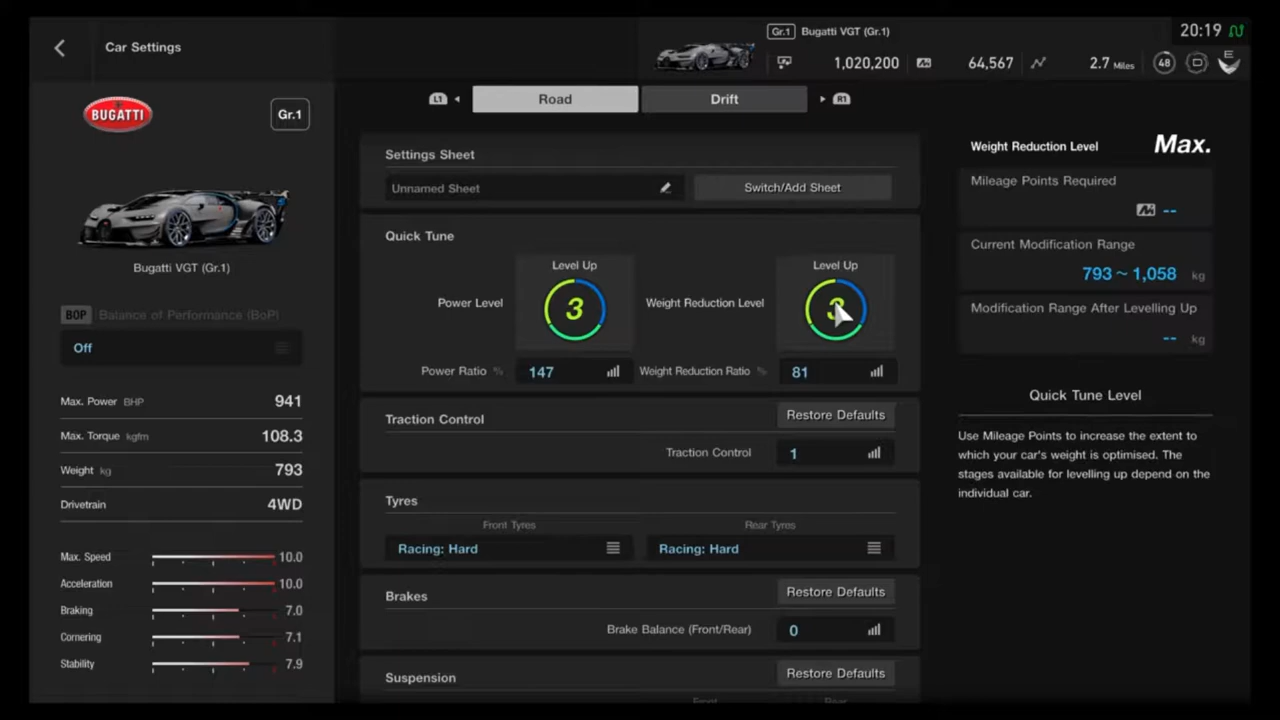 Car Settings
Gr.1 Bugatti VGT (Gr.1)
20:19
1,020,200
64,567
2.7 Miles
48
D
E
BUGATTI
Gr.1
Bugatti VGT (Gr.1)
BOP Balance of Performance (BoP)
Off
Max. Power BHP 941
Max. Torque kgfm 108.3
Weight kg 793
Drivetrain 4WD
Max. Speed 10.0
Acceleration 10.0
Braking 7.0
Cornering 7.1
Stability 7.9
L1 Road Drift R1
Settings Sheet
Unnamed Sheet Switch/Add Sheet
Quick Tune
Level Up Level Up
Power Level 3 Weight Reduction Level 3
Power Ratio % 147 Weight Reduction Ratio % 81
Traction Control Restore Defaults
Traction Control 1
Tyres
Front Tyres Rear Tyres
Racing: Hard Racing: Hard
Brakes Restore Defaults
Brake Balance (Front/Rear) 0
Suspension Restore Defaults
Front Rear
Weight Reduction Level Max.
Mileage Points Required
--
Current Modification Range
793 ~ 1,058 kg
Modification Range After Levelling Up
-- kg
Quick Tune Level
Use Mileage Points to increase the extent to
which your car's weight is optimised. The
stages available for levelling up depend on the
individual car.